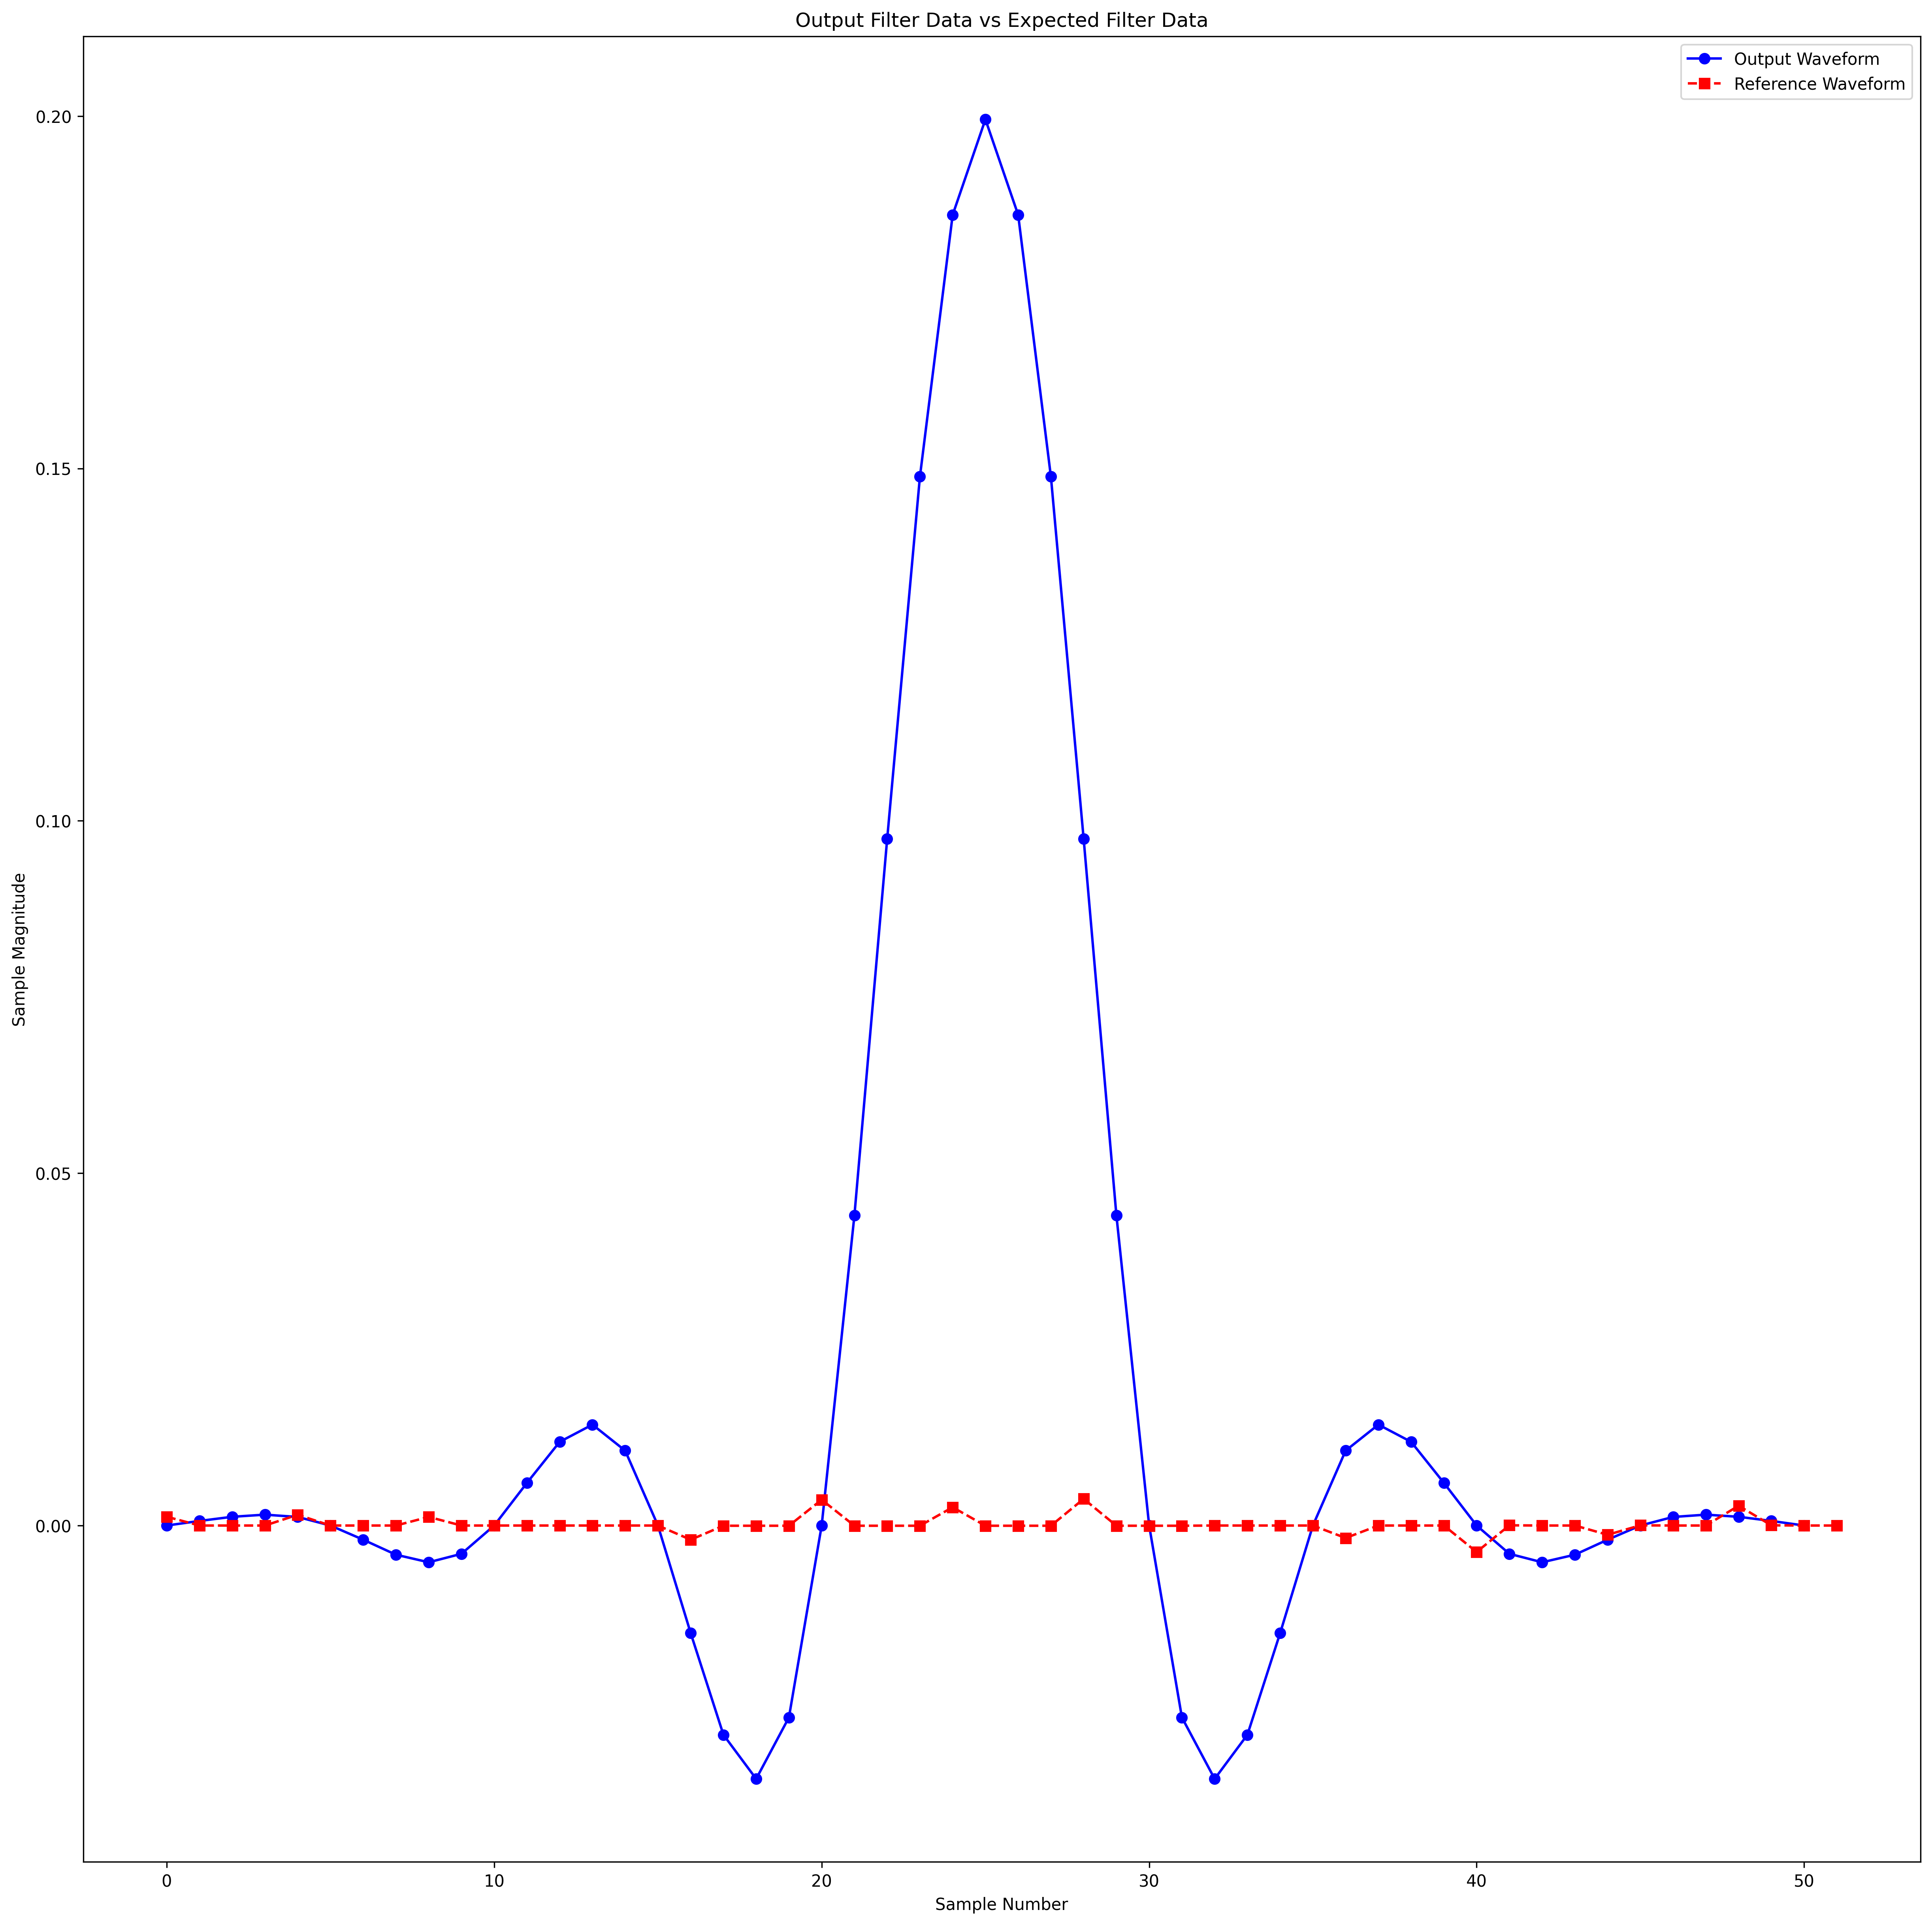 Output Filter Data vs Expected Filter Data
Output Waveform
Reference Waveform
0.20
0.15
0.10
0.05
0.00
Sample Magnitude
0 10 20 30 40 50
Sample Number